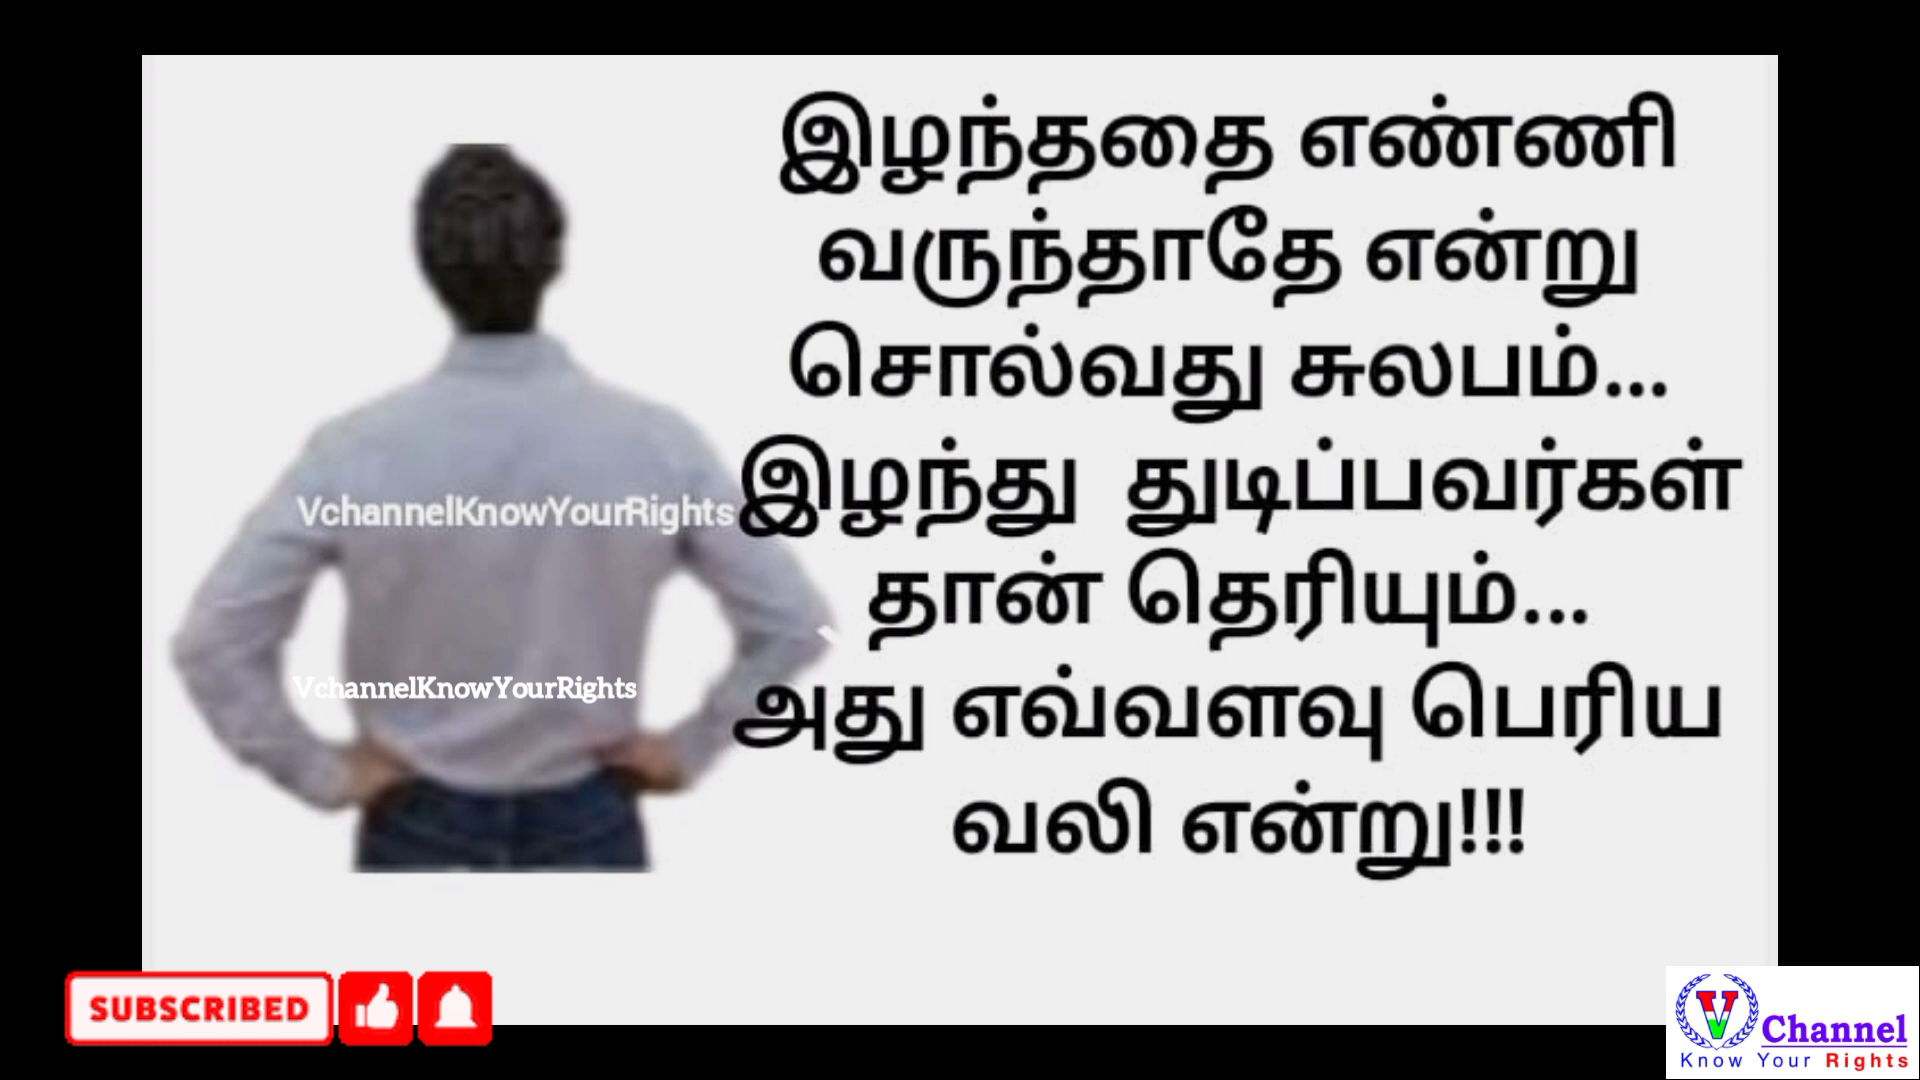 இழந்ததை எண்ணி
வருந்தாதே என்று
சொல்வது சுலபம்...
இழந்து துடிப்பவர்கள்
தான் தெரியும்...
அது எவ்வளவு பெரிய
வலி என்று!!!
VchannelKnowYourRights
VchannelKnowYourRights
SUBSCRIBED
V Channel
Know Your Rights